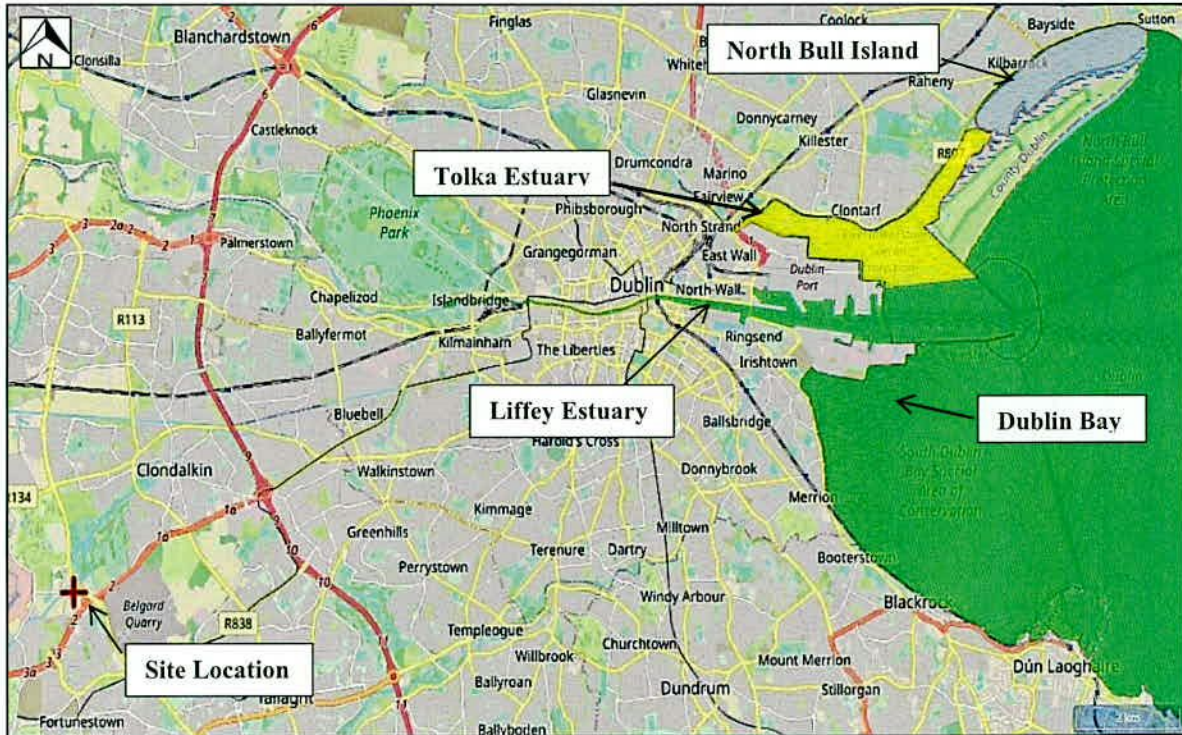 Finglas
Coolock
Bayside
Sutton
Blanchardstown
Clonsilla
N
North Bull Island
Kilbarrack
Raheny
Glasnevin
Castleknock
Donnycarney
Killester
Drumcondra
Marino
Fairview
R807
County Dublin
Tolka Estuary
Phoenix
Park
Phibsborough
Clontarf
North Strand
Palmerstown
Grangegorman
East Wall
Dublin
Port
Dublin
North Wall
Chapelizod
Islandbridge
R113
Ballyfermot
Kilmainham
The Liberties
Ringsend
Irishtown
Liffey Estuary
Dublin Bay
Bluebell
Ballsbridge
Harold's Cross
Clondalkin
Walkinstown
Donnybrook
South Dublin
Bay Special
Area of
Conservation
R134
Kimmage
Merrion
Greenhills
Milltown
Terenure
Dartry
Booterstown
Perrystown
Windy Arbour
Belgard
Quarry
R838
Blackrock
Templeogue
Churchtown
Site Location
Willbrook
Mount Merrion
Dún Laoghaire
Tallaght
Ballyroan
Dundrum
Stillorgan
Fortunestown
Ballyboden
2 km